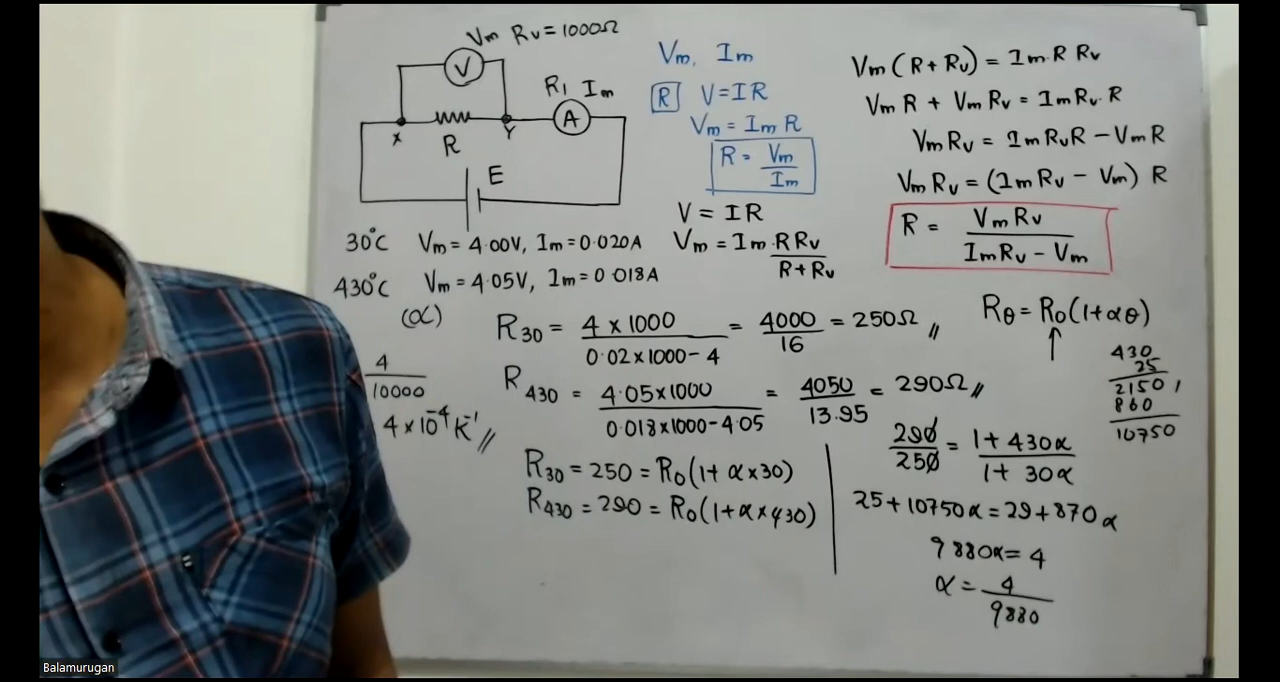 Vm Rv = 1000Ω
V
R₁ Im
A
X
R
Y
E
30°C Vm = 4.00V, Im = 0.020A
430°C Vm = 4.05V, Im = 0.018A
(α)
4
10000
4 × 10⁻⁴ K⁻¹ //
Vm, Im
R V = IR
Vm = Im R
R = Vm
Im
V = IR
Vm = Im. R Rv
R + Rv
Vm (R + Rv) = Im. R Rv
Vm R + Vm Rv = Im Rv. R
Vm Rv = Im Rv R - Vm R
Vm Rv = (Im Rv - Vm) R
R = Vm Rv
Im Rv - Vm
R30 = 4 × 1000 = 4000 = 250Ω //
0.02 × 1000 - 4 16
R430 = 4.05 × 1000 = 4050 = 290Ω //
0.018 × 1000 - 4.05 13.95
R30 = 250 = R0 (1 + α × 30)
R430 = 290 = R0 (1 + α × 430)
Rθ = R0 (1 + αθ)
430
25
2150
860
10750
290 = 1 + 430α
250 1 + 30α
25 + 10750α = 29 + 870α
9880α = 4
α = 4
9880
Balamurugan